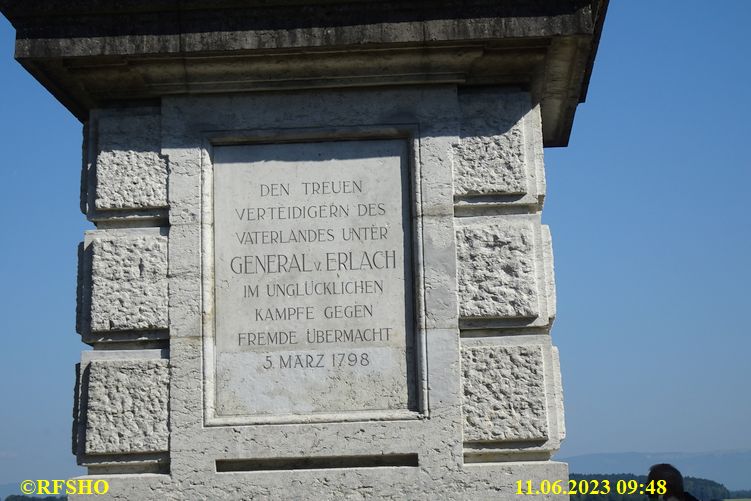 DEN TREUEN
VERTEIDIGERN DES
VATERLANDES UNTER
GENERAL v. ERLACH
IM UNGLÜCKLICHEN
KAMPFE GEGEN
FREMDE ÜBERMACHT
5. MÄRZ 1798
©RFSHO
11.06.2023 09:48